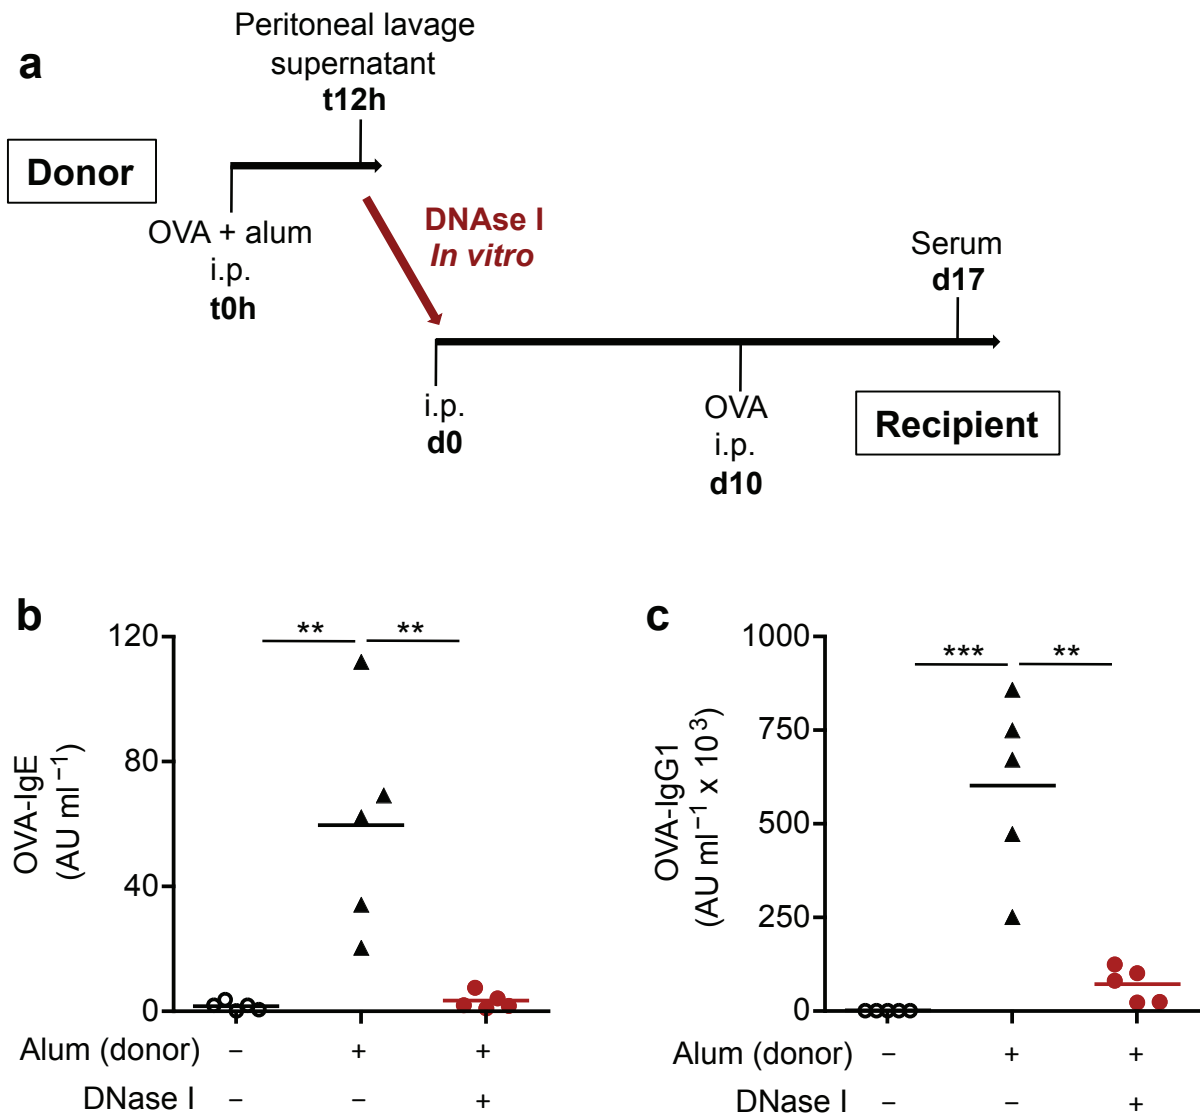 a
Peritoneal lavage
supernatant
t12h
Donor
OVA + alum
i.p.
t0h
DNAse I
In vitro
Serum
d17
i.p.
d0
OVA
i.p.
d10
Recipient
b
120
80
40
0
OVA-IgE
(AU ml⁻¹)
** **
Alum (donor) − + +
DNase I − − +
c
1000
750
500
250
0
OVA-IgG1
(AU ml⁻¹ x 10³)
*** **
Alum (donor) − + +
DNase I − − +